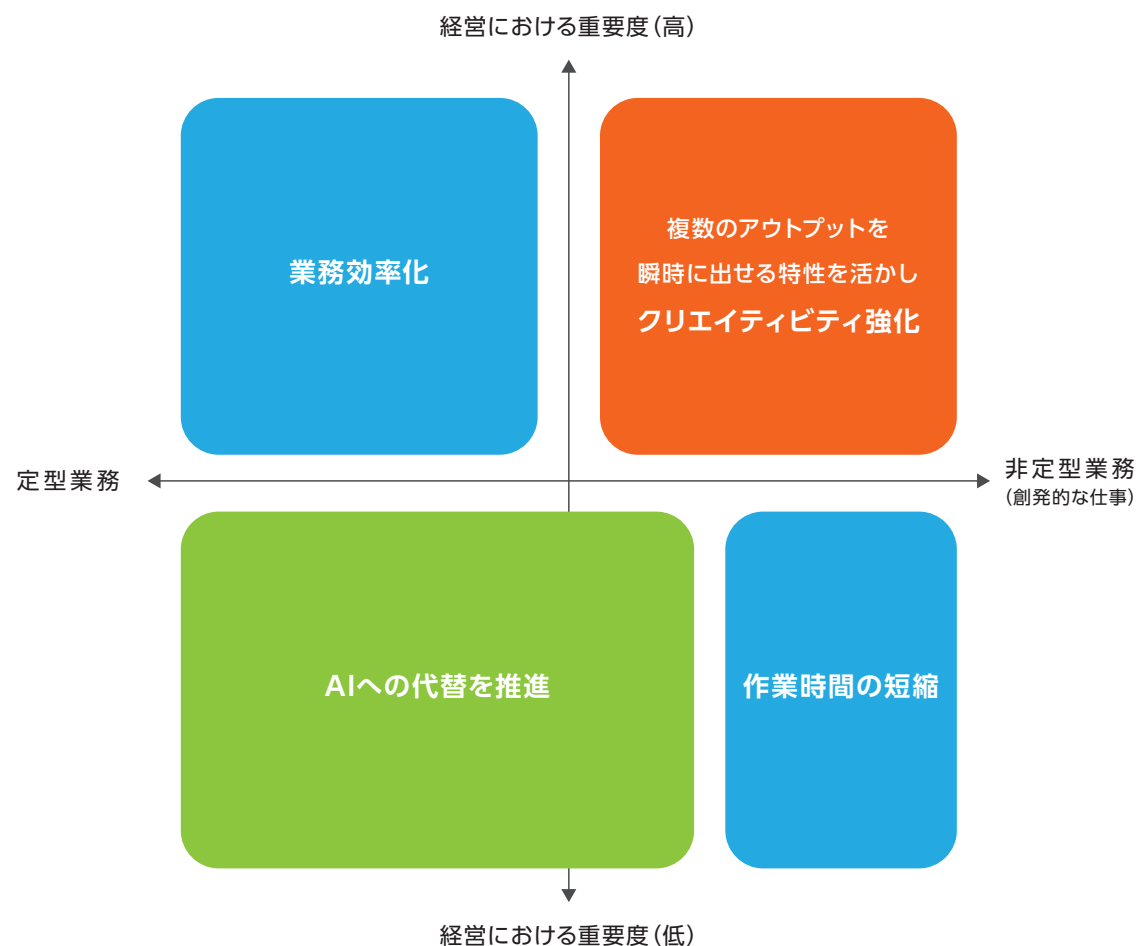 経営における重要度(高)
業務効率化
複数のアウトプットを
瞬時に出せる特性を活かし
クリエイティビティ強化
定型業務
非定型業務
(創発的な仕事)
AIへの代替を推進
作業時間の短縮
経営における重要度(低)